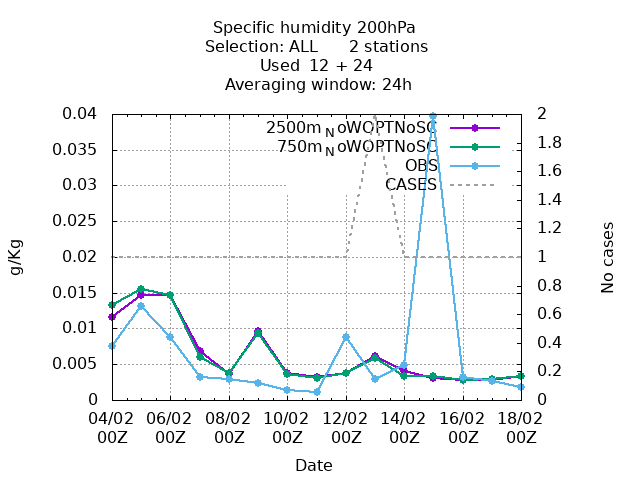 Specific humidity 200hPa
Selection: ALL 2 stations
Used 12 + 24
Averaging window: 24h
2500m_NoWOPTNoSC
750m_NoWOPTNoSC
OBS
CASES
g/Kg
0.04
0.035
0.03
0.025
0.02
0.015
0.01
0.005
0
2
1.8
1.6
1.4
1.2
1
0.8
0.6
0.4
0.2
0
No cases
04/02 06/02 08/02 10/02 12/02 14/02 16/02 18/02
00Z 00Z 00Z 00Z 00Z 00Z 00Z 00Z
Date